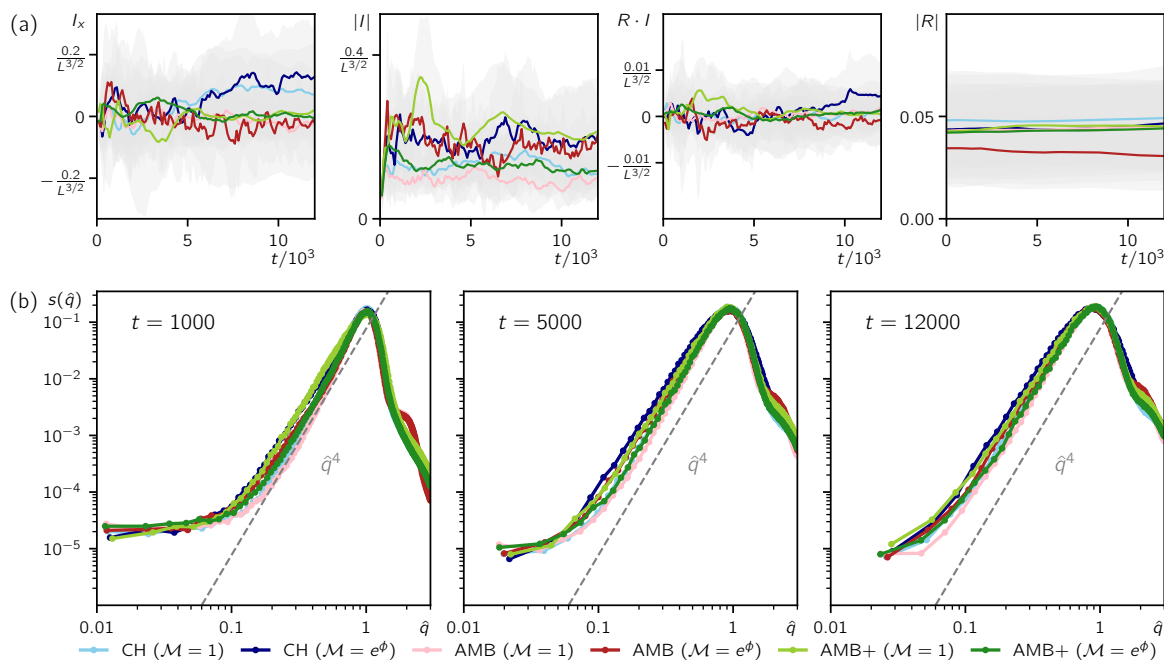 (a)
I_x
0.2
L^{3/2}
0
− 0.2
L^{3/2}
0 5 10
t/10^3
|I|
0.4
L^{3/2}
0
0 5 10
t/10^3
R · I
0.01
L^{3/2}
0
− 0.01
L^{3/2}
0 5 10
t/10^3
|R|
0.05
0.00
0 5 10
t/10^3
(b)
s(q̂)
10^{−1}
10^{−2}
10^{−3}
10^{−4}
10^{−5}
t = 1000
q̂^4
0.01 0.1 1 q̂
t = 5000
q̂^4
0.01 0.1 1 q̂
t = 12000
q̂^4
0.01 0.1 1 q̂
CH (ℳ = 1) CH (ℳ = e^ϕ) AMB (ℳ = 1) AMB (ℳ = e^ϕ) AMB+ (ℳ = 1) AMB+ (ℳ = e^ϕ)